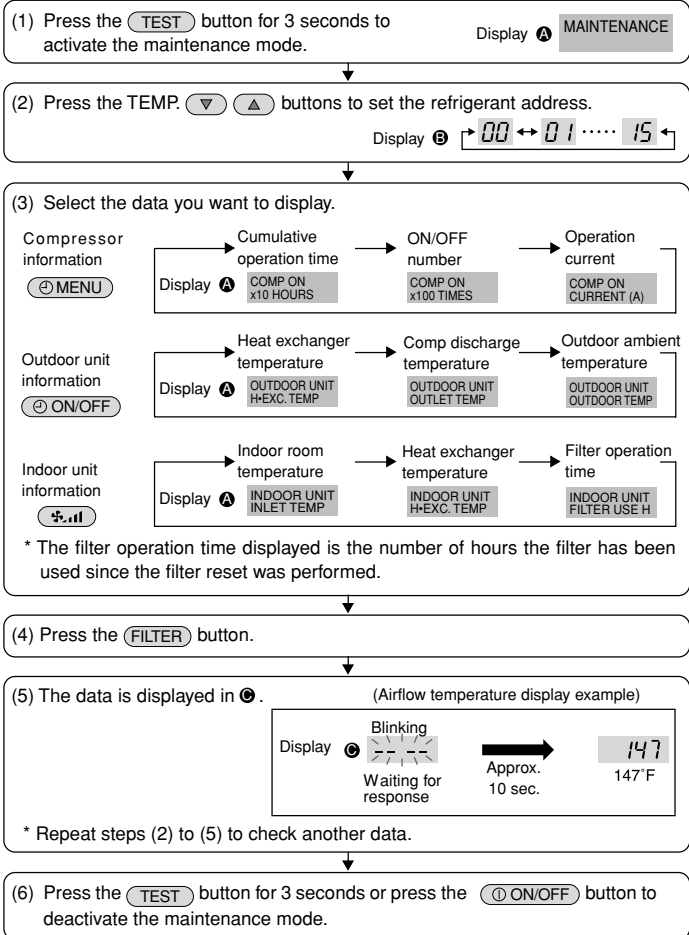 (1) Press the TEST button for 3 seconds to
activate the maintenance mode.
Display A MAINTENANCE
(2) Press the TEMP. ▼ ▲ buttons to set the refrigerant address.
Display B 00 ↔ 01 ····· 15
(3) Select the data you want to display.
Compressor
information
MENU
Cumulative
operation time
ON/OFF
number
Operation
current
Display A COMP ON
x10 HOURS
COMP ON
x100 TIMES
COMP ON
CURRENT (A)
Outdoor unit
information
ON/OFF
Heat exchanger
temperature
Comp discharge
temperature
Outdoor ambient
temperature
Display A OUTDOOR UNIT
H•EXC. TEMP
OUTDOOR UNIT
OUTLET TEMP
OUTDOOR UNIT
OUTDOOR TEMP
Indoor unit
information
Indoor room
temperature
Heat exchanger
temperature
Filter operation
time
Display A INDOOR UNIT
INLET TEMP
INDOOR UNIT
H•EXC. TEMP
INDOOR UNIT
FILTER USE H
* The filter operation time displayed is the number of hours the filter has been
used since the filter reset was performed.
(4) Press the FILTER button.
(5) The data is displayed in C.
(Airflow temperature display example)
Display C
Blinking
-- --
Waiting for
response
Approx.
10 sec.
147
147°F
* Repeat steps (2) to (5) to check another data.
(6) Press the TEST button for 3 seconds or press the ON/OFF button to
deactivate the maintenance mode.